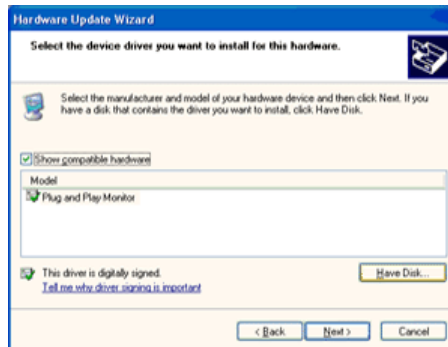 Hardware Update Wizard
Select the device driver you want to install for this hardware.
Select the manufacturer and model of your hardware device and then click Next. If you
have a disk that contains the driver you want to install, click Have Disk.
Show compatible hardware
Model
Plug and Play Monitor
This driver is digitally signed.
Tell me why driver signing is important
Have Disk...
< Back
Next >
Cancel